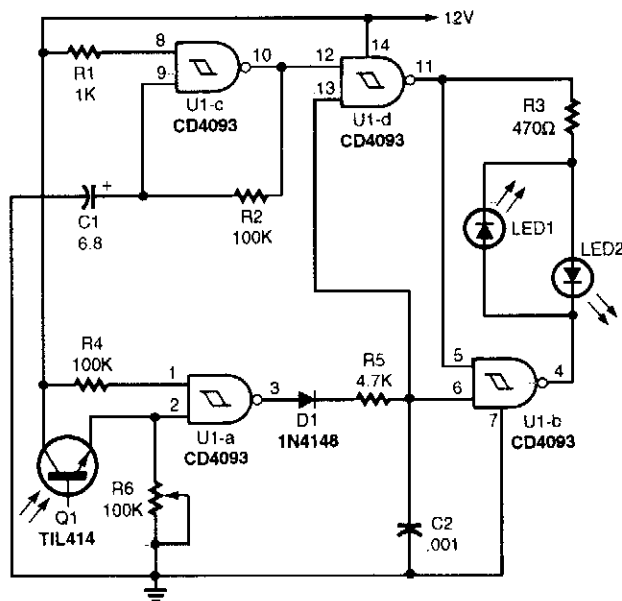 12V
8
10
12
14
11
R1
1K
9
13
U1-c
CD4093
U1-d
CD4093
R3
470Ω
+
C1
6.8
R2
100K
LED1
LED2
R4
100K
1
3
2
R5
4.7K
5
4
6
7
D1
1N4148
U1-a
CD4093
U1-b
CD4093
R6
100K
Q1
TIL414
C2
.001